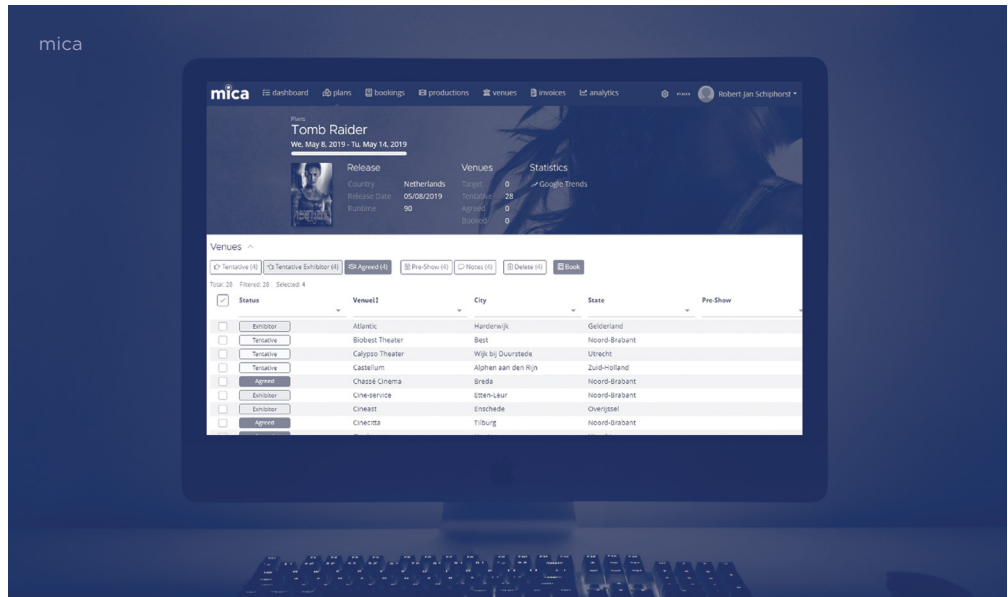 mica
mica dashboard plans bookings productions venues invoices analytics Robert Jan Schiphorst
Plans
Tomb Raider
We, May 8, 2019 - Tu, May 14, 2019
Release Venues Statistics
Country Netherlands Target 0 Google Trends
Release Date 05/08/2019 Tentative 28
Runtime 90 Agreed 0
Booked 0
Venues
Tentative (4) Tentative Exhibitor (4) Agreed (4) Pre-Show (4) Notes (4) Delete (4) Book
Total: 28 Filtered: 28 Selected: 4
Status Venue City State Pre-Show
Exhibitor Atlantic Harderwijk Gelderland
Tentative Biobest Theater Best Noord-Brabant
Tentative Calypso Theater Wijk bij Duurstede Utrecht
Tentative Castellum Alphen aan den Rijn Zuid-Holland
Agreed Chassé Cinema Breda Noord-Brabant
Exhibitor Cine-service Etten-Leur Noord-Brabant
Exhibitor Cineast Enschede Overijssel
Agreed Cinecitta Tilburg Noord-Brabant